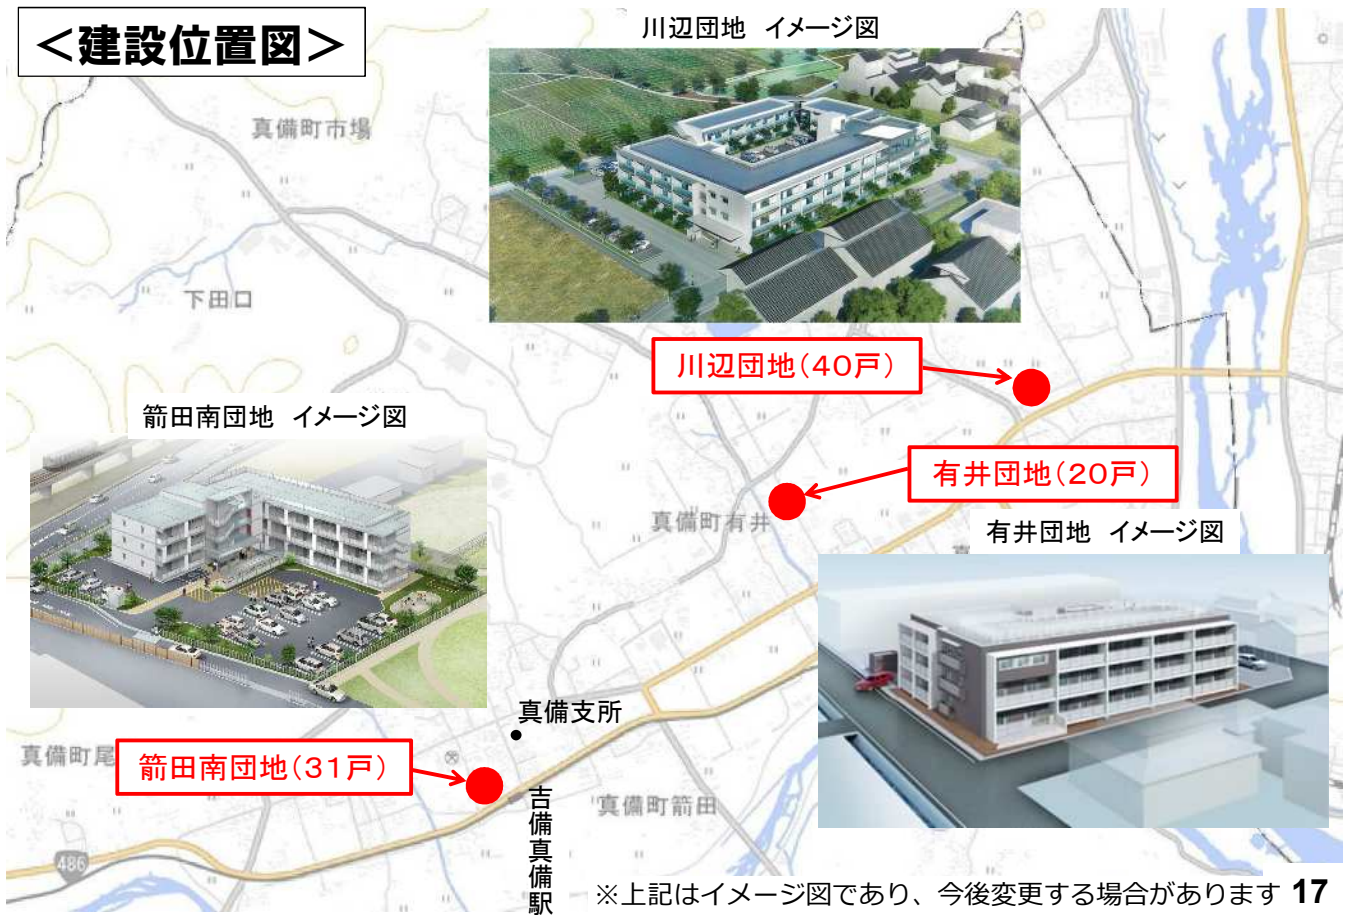 ＜建設位置図＞
川辺団地　イメージ図
真備町市場
下田口
川辺団地（40戸）
箭田南団地　イメージ図
有井団地（20戸）
真備町有井
有井団地　イメージ図
真備支所
真備町尾
箭田南団地（31戸）
吉備真備駅
真備町箭田
486
※上記はイメージ図であり、今後変更する場合があります 17